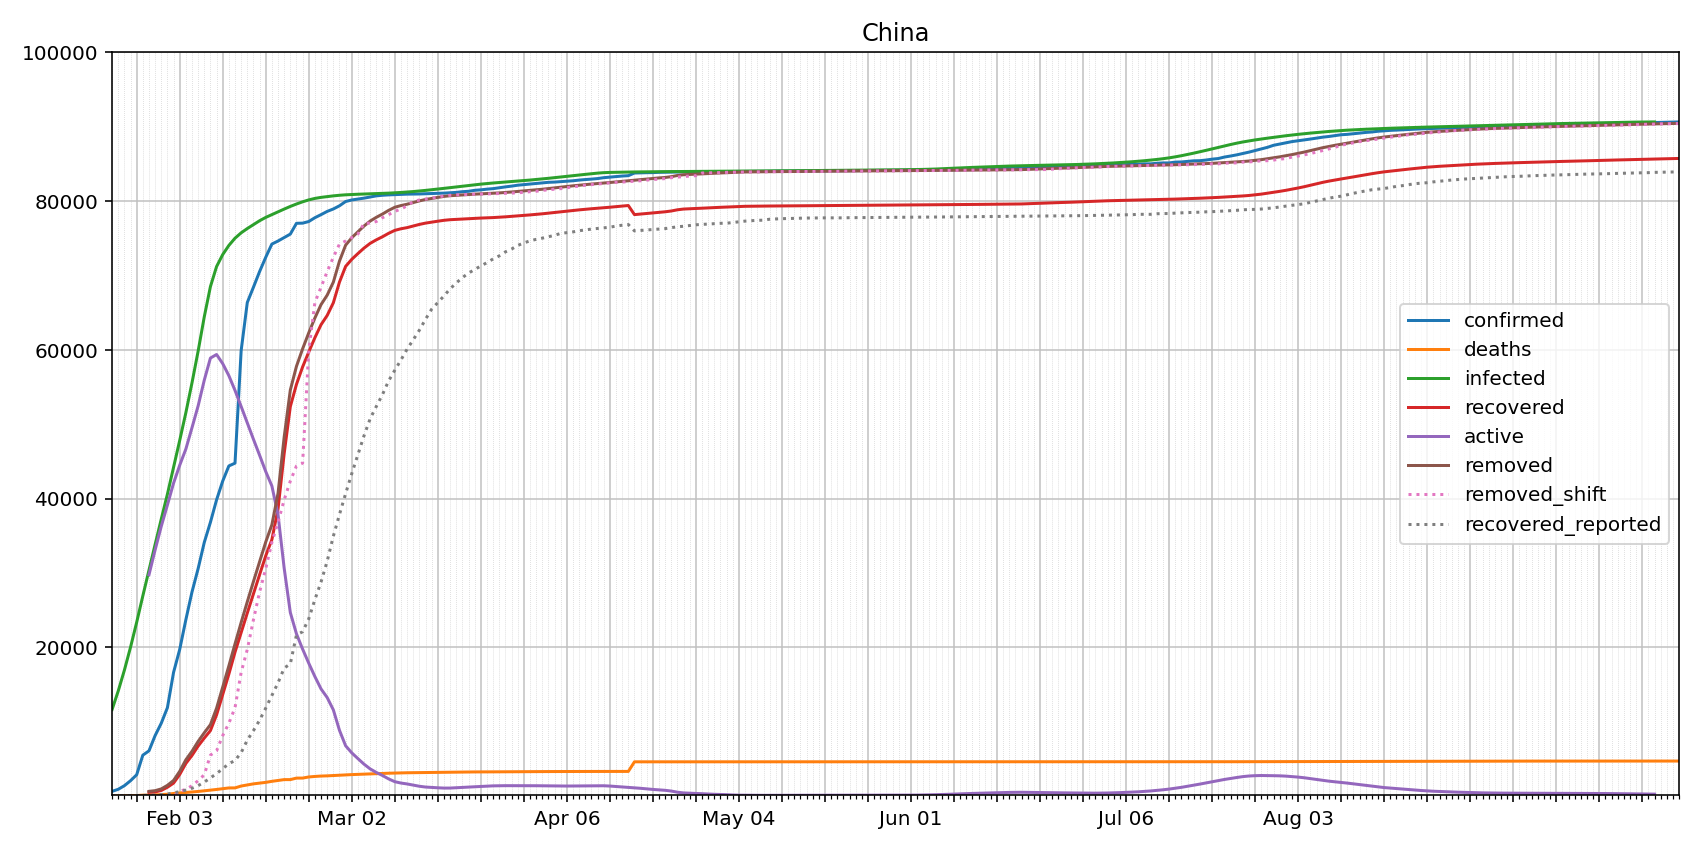 China
100000
80000
60000
40000
20000
Feb 03
Mar 02
Apr 06
May 04
Jun 01
Jul 06
Aug 03
confirmed
deaths
infected
recovered
active
removed
removed_shift
recovered_reported